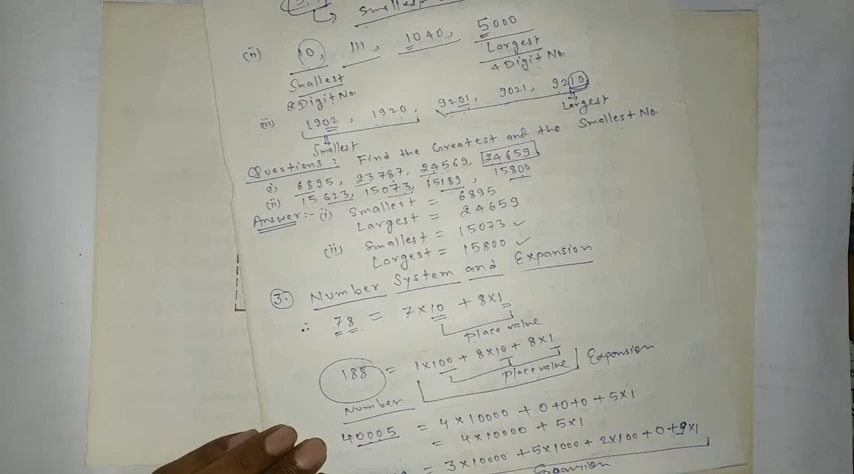 Smallest
(ii) 10, 111, 1040, 5000
Smallest Largest
2 Digit No. 4 Digit No.
(iii) 1902, 1920, 9201, 9021, 9210
Smallest Largest
Questions: Find the Greatest and the Smallest No.
(i) 6895, 23787, 24569, 24659
(ii) 15623, 15073, 15189, 15800
Answer:- (i) Smallest = 6895
Largest = 24659
(ii) Smallest = 15073 ✓
Largest = 15800 ✓
3. Number System and Expansion
∴ 78 = 7×10 + 8×1
Place value
188 = 1×100 + 8×10 + 8×1
Place value Expansion
Number
40005 = 4×10000 + 0+0+0 + 5×1
= 4×10000 + 5×1
= 3×10000 + 5×1000 + 2×100 + 0 + 9×1
Expansion